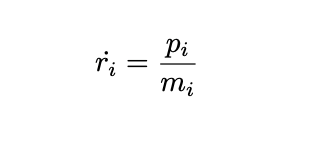 ṙᵢ = pᵢ / mᵢ